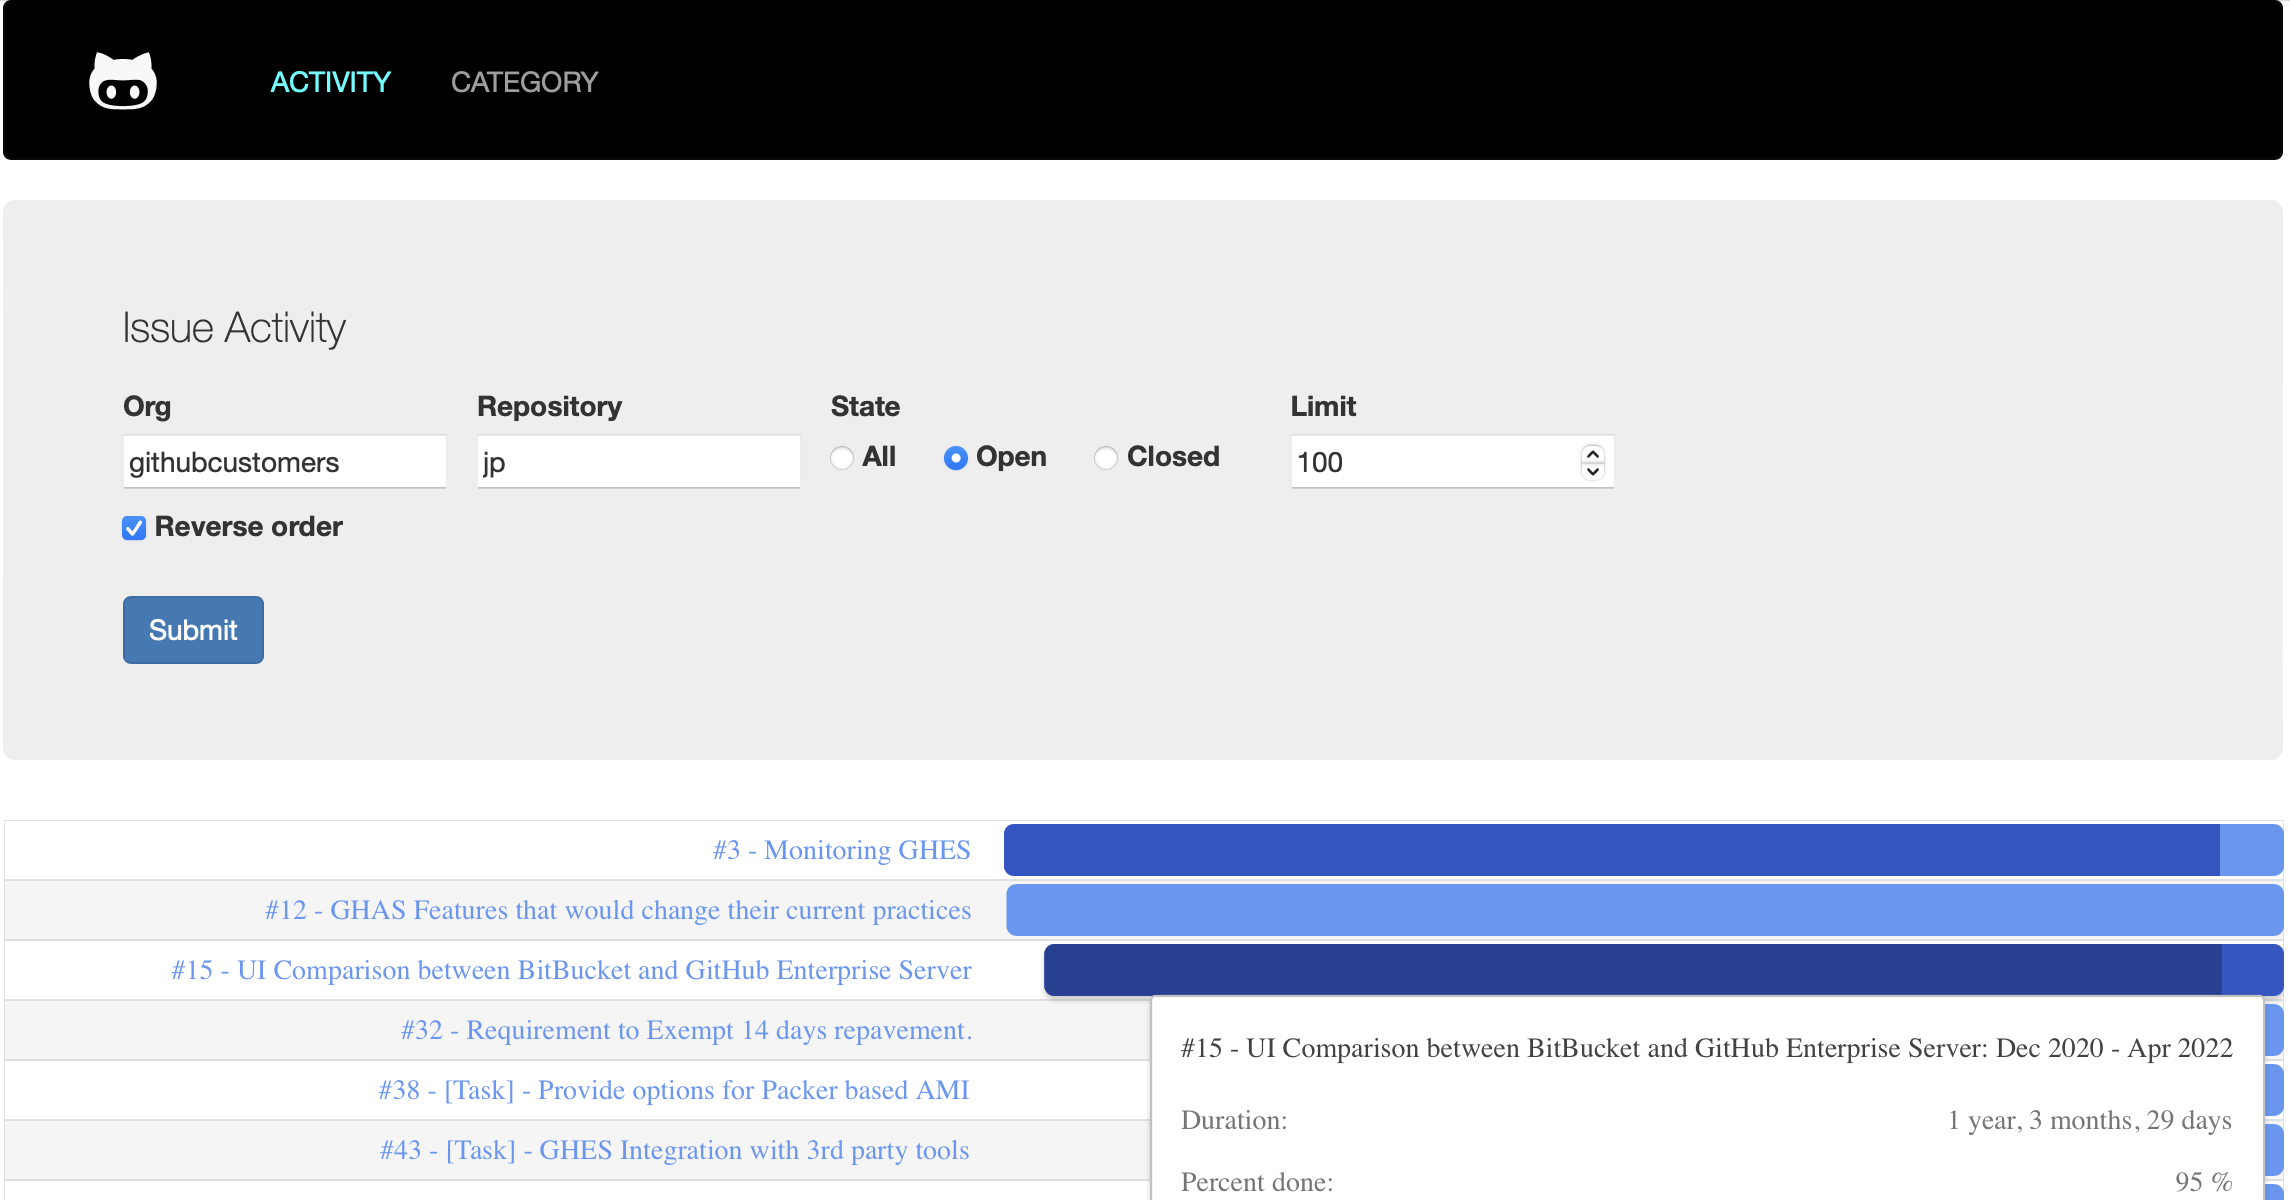 ACTIVITY CATEGORY
Issue Activity
Org Repository State Limit
githubcustomers jp All Open Closed 100
Reverse order
Submit
#3 - Monitoring GHES
#12 - GHAS Features that would change their current practices
#15 - UI Comparison between BitBucket and GitHub Enterprise Server
#32 - Requirement to Exempt 14 days repavement.
#15 - UI Comparison between BitBucket and GitHub Enterprise Server: Dec 2020 - Apr 2022
#38 - [Task] - Provide options for Packer based AMI
Duration: 1 year, 3 months, 29 days
#43 - [Task] - GHES Integration with 3rd party tools
Percent done: 95 %